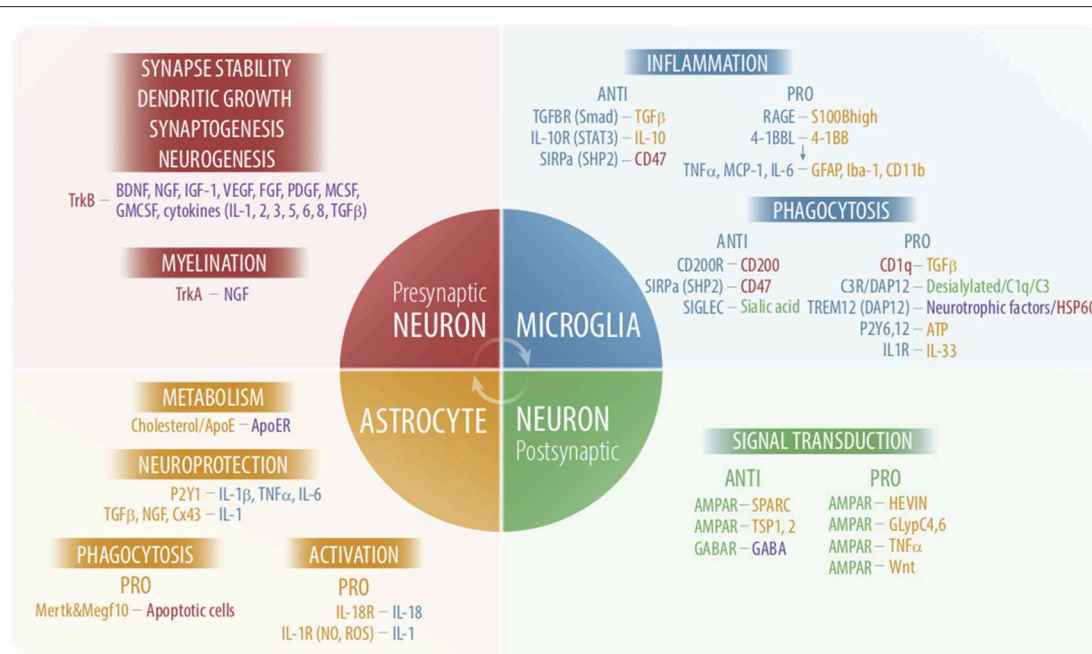 SYNAPSE STABILITY
DENDRITIC GROWTH
SYNAPTOGENESIS
NEUROGENESIS
TrkB – BDNF, NGF, IGF-1, VEGF, FGF, PDGF, MCSF,
GMCSF, cytokines (IL-1, 2, 3, 5, 6, 8, TGFβ)
MYELINATION
TrkA – NGF
Presynaptic
NEURON
INFLAMMATION
ANTI
TGFBR (Smad) – TGFβ
IL-10R (STAT3) – IL-10
SIRPa (SHP2) – CD47
PRO
RAGE – S100Bhigh
4-1BBL – 4-1BB
↓
TNFα, MCP-1, IL-6 – GFAP, Iba-1, CD11b
PHAGOCYTOSIS
ANTI
CD200R – CD200
SIRPa (SHP2) – CD47
SIGLEC – Sialic acid
PRO
CD1q – TGFβ
C3R/DAP12 – Desialylated/C1q/C3
TREM12 (DAP12) – Neurotrophic factors/HSP60
P2Y6,12 – ATP
IL1R – IL-33
MICROGLIA
METABOLISM
Cholesterol/ApoE – ApoER
NEUROPROTECTION
P2Y1 – IL-1β, TNFα, IL-6
TGFβ, NGF, Cx43 – IL-1
PHAGOCYTOSIS
PRO
Mertk&Megf10 – Apoptotic cells
ACTIVATION
PRO
IL-18R – IL-18
IL-1R (NO, ROS) – IL-1
ASTROCYTE
NEURON
Postsynaptic
SIGNAL TRANSDUCTION
ANTI
AMPAR – SPARC
AMPAR – TSP1, 2
GABAR – GABA
PRO
AMPAR – HEVIN
AMPAR – GLypC4,6
AMPAR – TNFα
AMPAR – Wnt